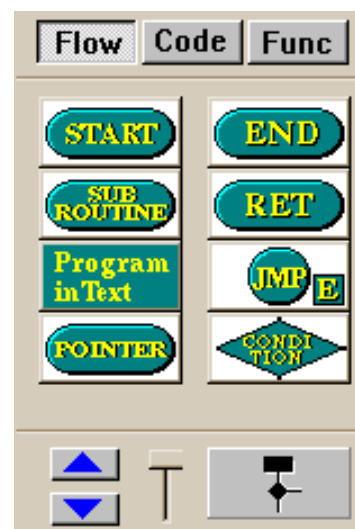 Flow Code Func
START END
SUB
ROUTINE
RET
Program
in Text
JMP E
POINTER
CONDI
TION